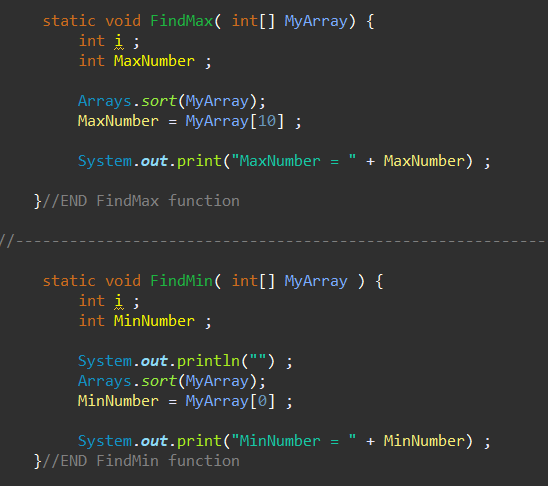 static void FindMax( int[] MyArray) {
int i ;
int MaxNumber ;
Arrays.sort(MyArray);
MaxNumber = MyArray[10] ;
System.out.print("MaxNumber = " + MaxNumber) ;
}//END FindMax function
//-----------------------------------------------------------
static void FindMin( int[] MyArray ) {
int i ;
int MinNumber ;
System.out.println("") ;
Arrays.sort(MyArray);
MinNumber = MyArray[0] ;
System.out.print("MinNumber = " + MinNumber) ;
}//END FindMin function